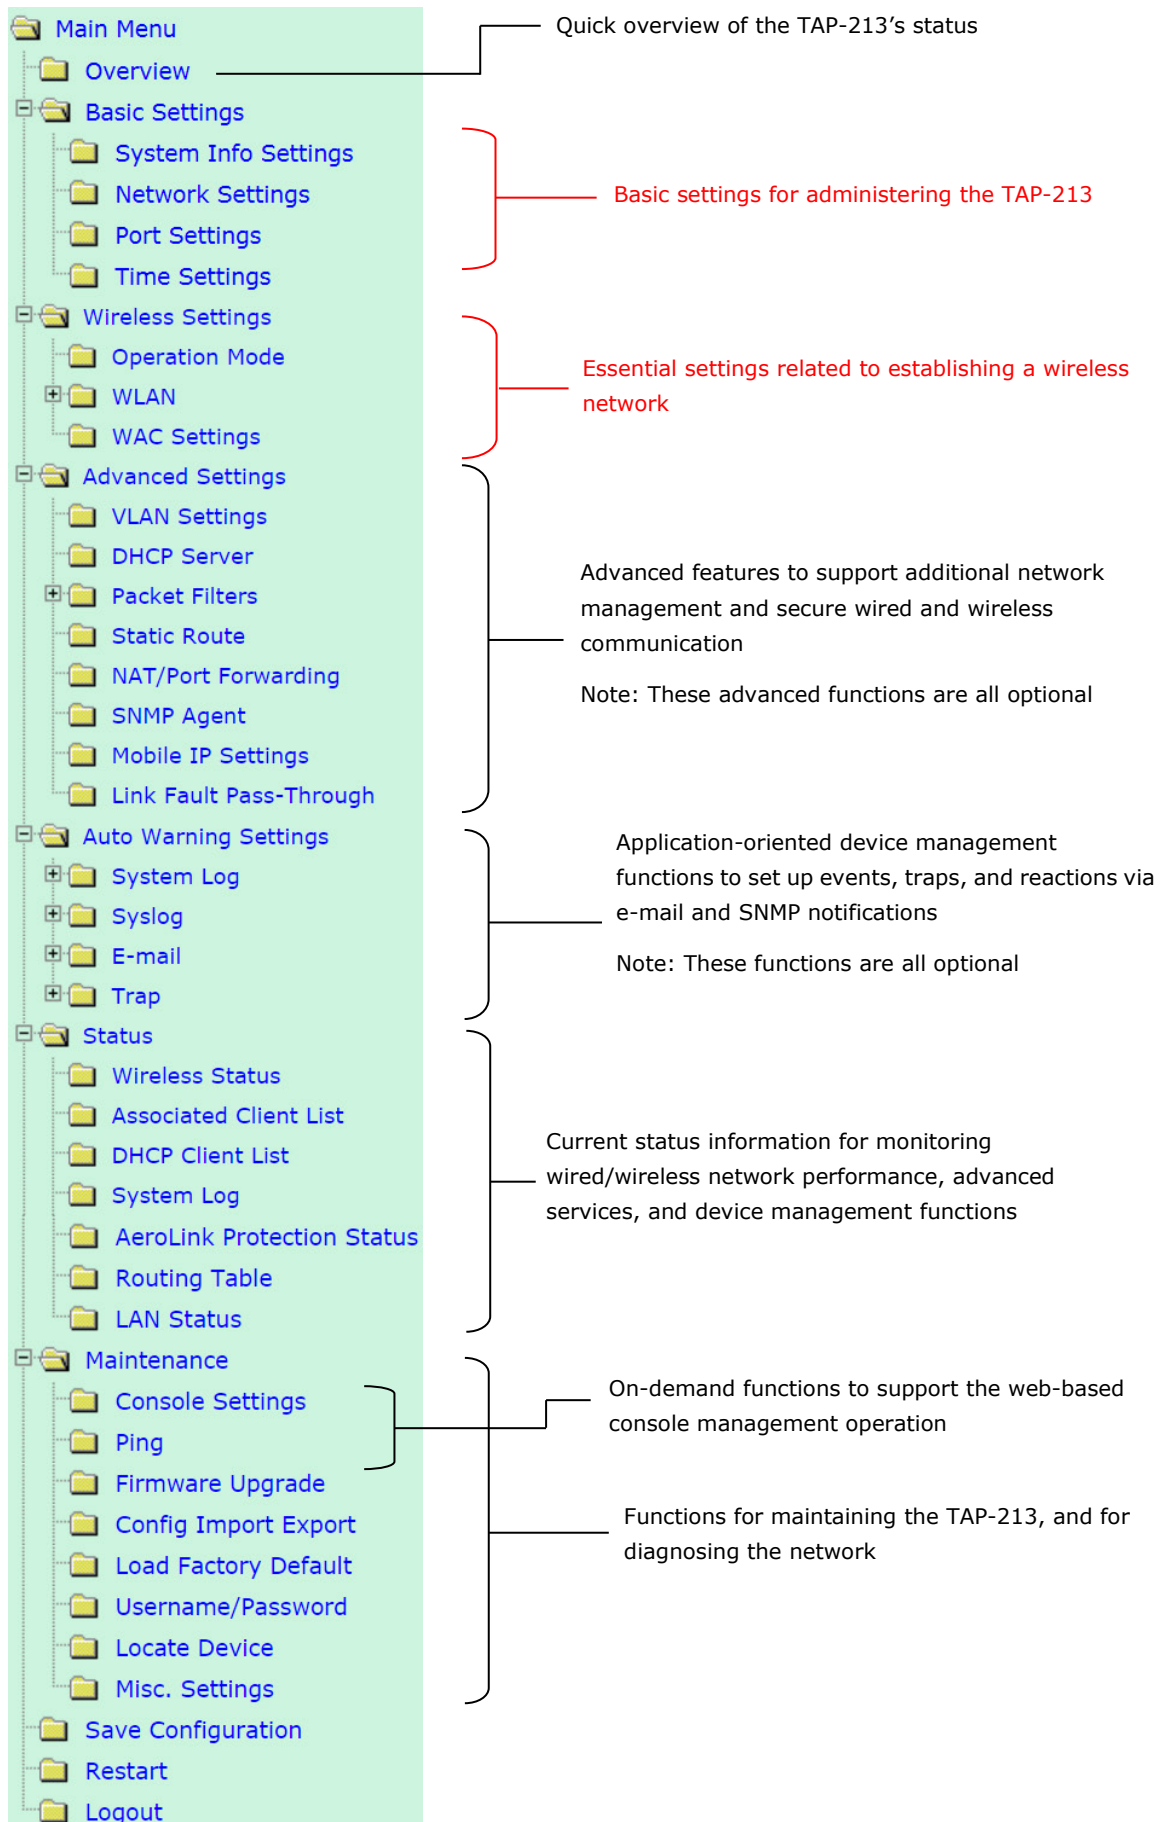 Main Menu
Quick overview of the TAP-213’s status
Overview
Basic Settings
System Info Settings
Network Settings
Port Settings
Time Settings
Basic settings for administering the TAP-213
Wireless Settings
Operation Mode
WLAN
WAC Settings
Essential settings related to establishing a wireless
network
Advanced Settings
VLAN Settings
DHCP Server
Packet Filters
Static Route
NAT/Port Forwarding
SNMP Agent
Mobile IP Settings
Link Fault Pass-Through
Advanced features to support additional network
management and secure wired and wireless
communication
Note: These advanced functions are all optional
Auto Warning Settings
System Log
Syslog
E-mail
Trap
Application-oriented device management
functions to set up events, traps, and reactions via
e-mail and SNMP notifications
Note: These functions are all optional
Status
Wireless Status
Associated Client List
DHCP Client List
System Log
AeroLink Protection Status
Routing Table
LAN Status
Current status information for monitoring
wired/wireless network performance, advanced
services, and device management functions
Maintenance
Console Settings
Ping
Firmware Upgrade
Config Import Export
Load Factory Default
Username/Password
Locate Device
Misc. Settings
On-demand functions to support the web-based
console management operation
Functions for maintaining the TAP-213, and for
diagnosing the network
Save Configuration
Restart
Logout